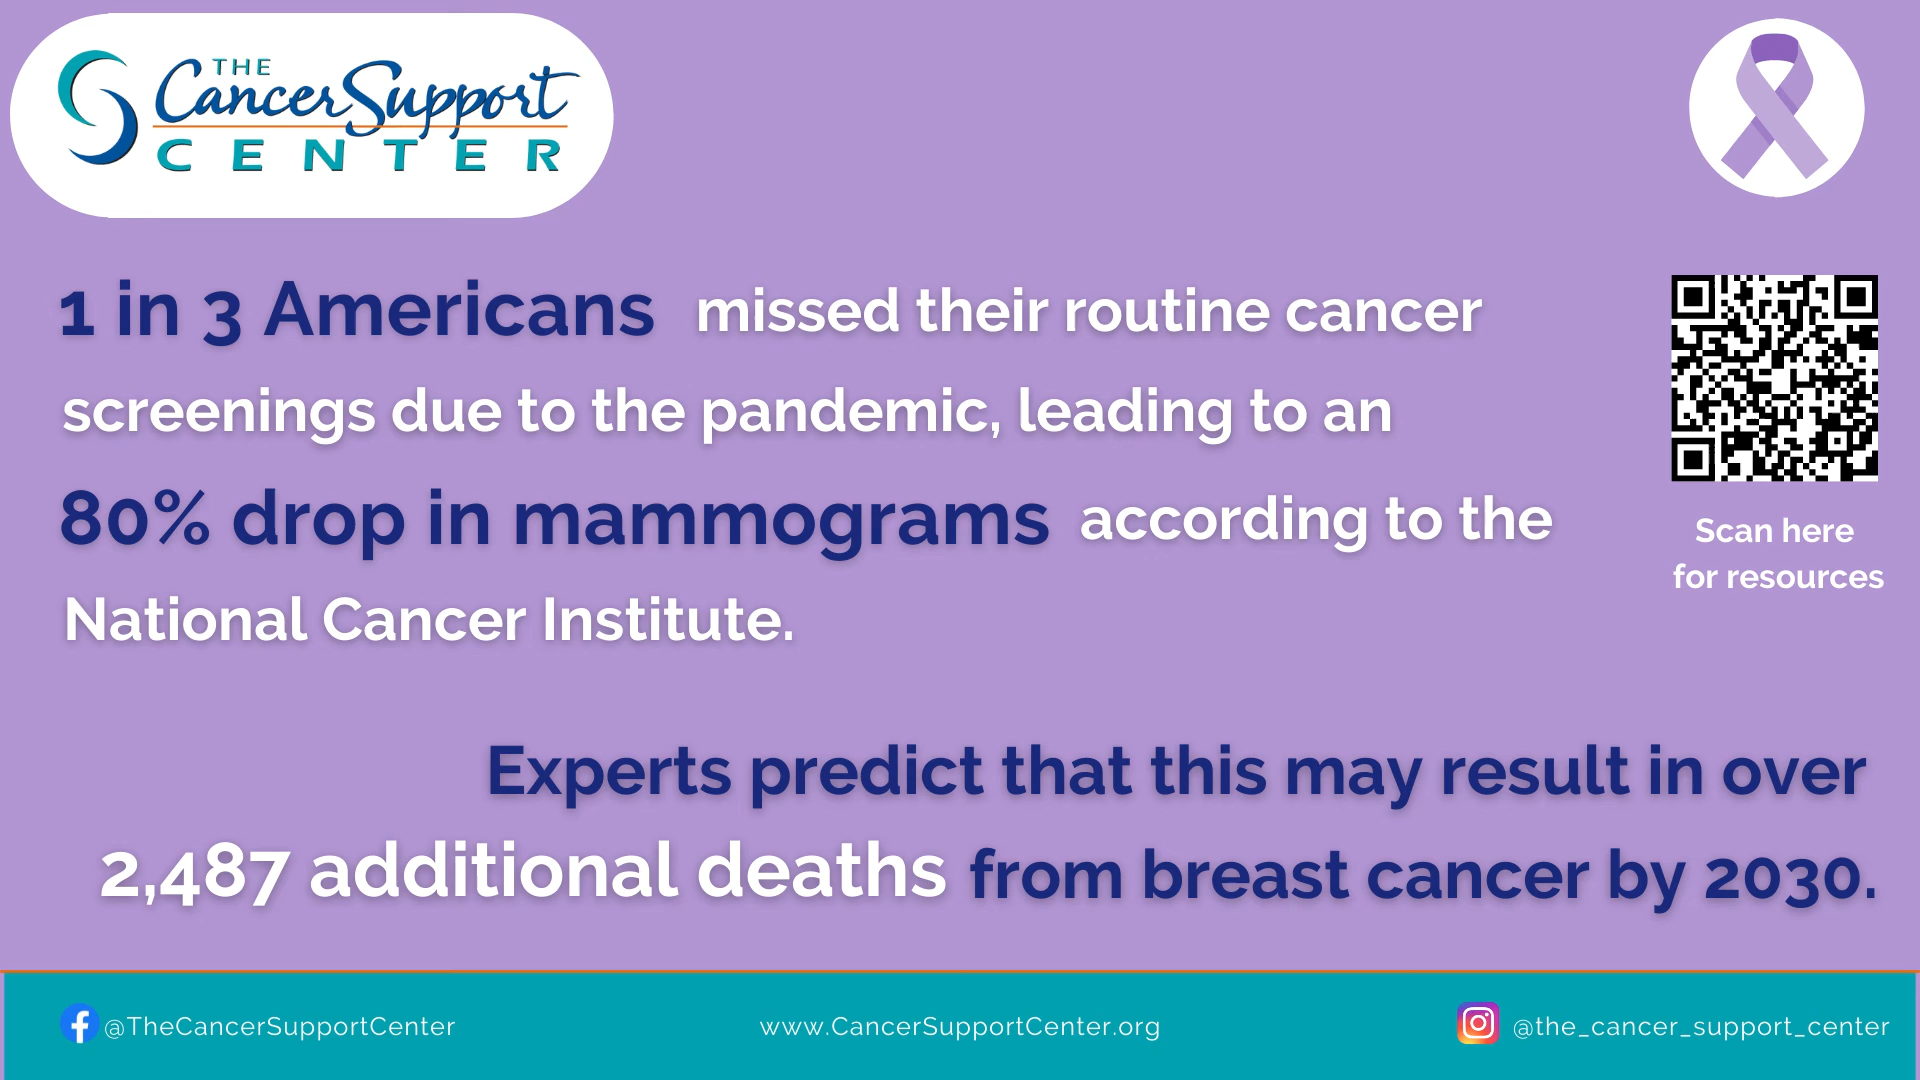 THE
CancerSupport
CENTER
1 in 3 Americans missed their routine cancer
screenings due to the pandemic, leading to an
80% drop in mammograms according to the
National Cancer Institute.
Scan here
for resources
Experts predict that this may result in over
2,487 additional deaths from breast cancer by 2030.
@TheCancerSupportCenter
www.CancerSupportCenter.org
@the_cancer_support_center